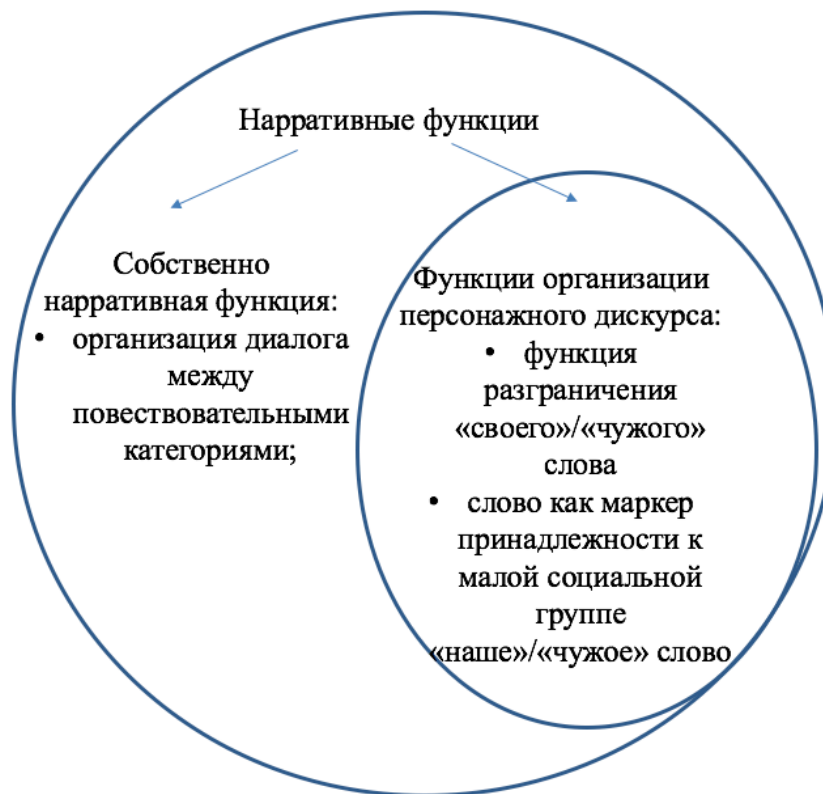 Нарративные функции
Собственно
нарративная функция:
• организация диалога
между
повествовательными
категориями;
Функции организации
персонажного дискурса:
• функция
разграничения
«своего»/«чужого»
слова
• слово как маркер
принадлежности к
малой социальной
группе
«наше»/«чужое» слово